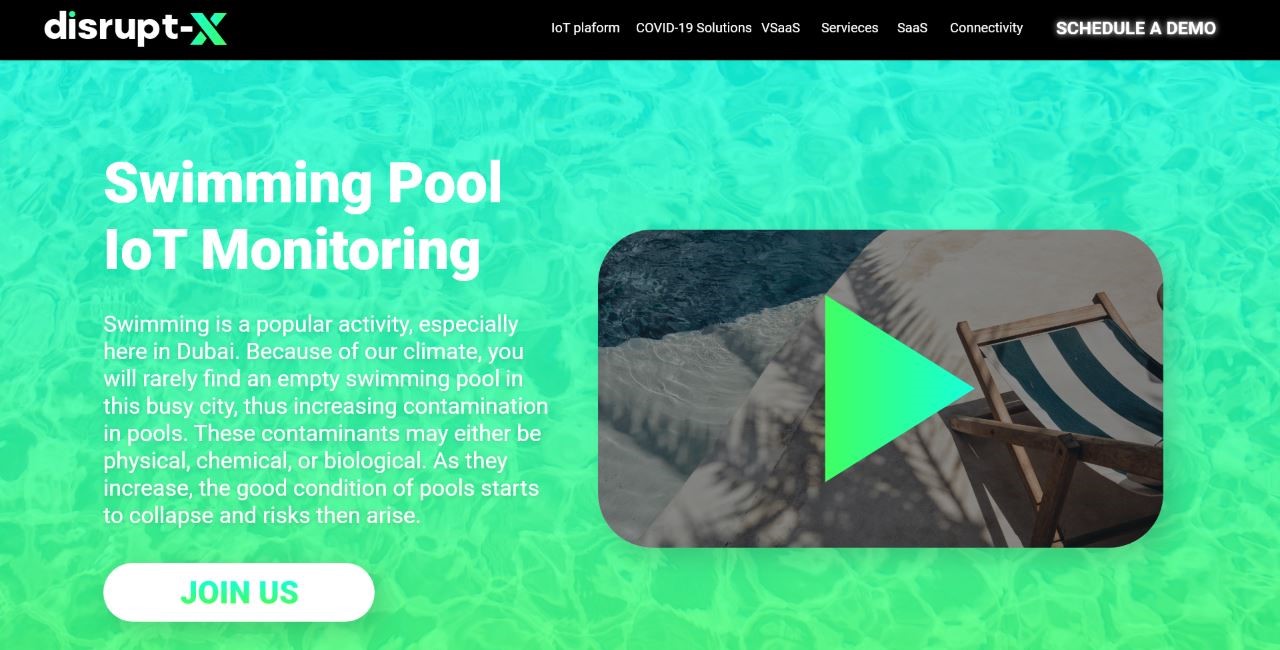 disrupt-X
IoT plaform
COVID-19 Solutions
VSaaS
Servieces
SaaS
Connectivity
SCHEDULE A DEMO
Swimming Pool
IoT Monitoring
Swimming is a popular activity, especially
here in Dubai. Because of our climate, you
will rarely find an empty swimming pool in
this busy city, thus increasing contamination
in pools. These contaminants may either be
physical, chemical, or biological. As they
increase, the good condition of pools starts
to collapse and risks then arise.
JOIN US